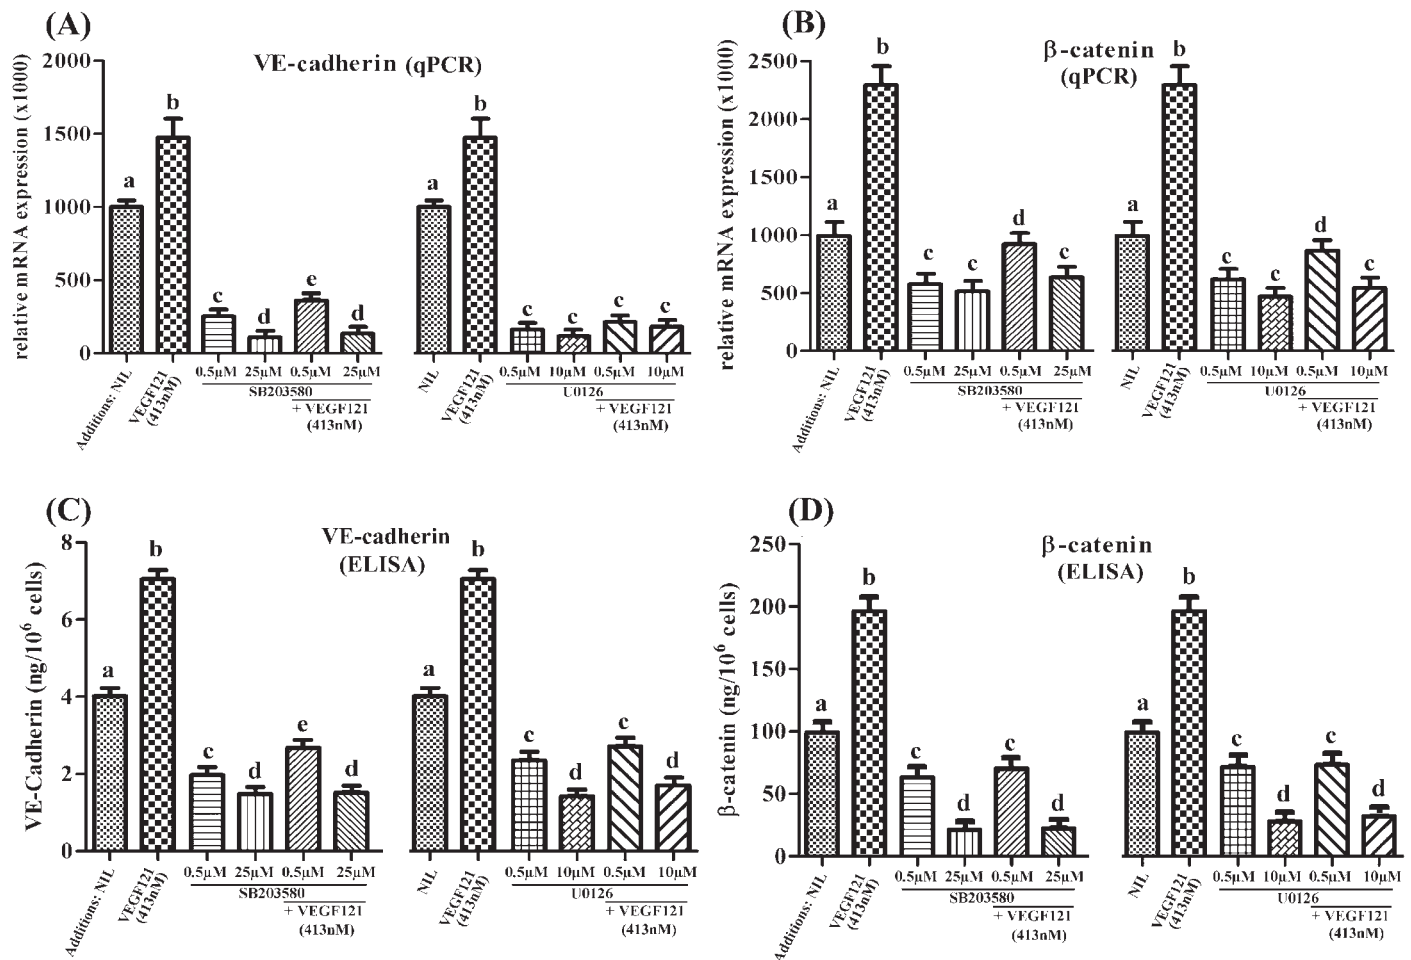 (A)
VE-cadherin (qPCR)
relative mRNA expression (x1000)
2000
1500
1000
500
0
a
b
c
d
e
d
a
b
c
c
c
c
Additions: NIL
VEGF121
(413nM)
0.5µM
25µM
0.5µM
25µM
SB203580
+ VEGF121
(413nM)
NIL
VEGF121
(413nM)
0.5µM
10µM
0.5µM
10µM
U0126
+ VEGF121
(413nM)
(B)
β-catenin
(qPCR)
relative mRNA expression (x1000)
2500
2000
1500
1000
500
0
a
b
c
c
d
c
a
b
c
c
d
c
Additions: NIL
VEGF121
(413nM)
0.5µM
25µM
0.5µM
25µM
SB203580
+ VEGF121
(413nM)
NIL
VEGF121
(413nM)
0.5µM
10µM
0.5µM
10µM
U0126
+ VEGF121
(413nM)
(C)
VE-cadherin
(ELISA)
VE-Cadherin (ng/10⁶ cells)
8
6
4
2
0
a
b
c
d
e
d
a
b
c
d
c
d
Additions: NIL
VEGF121
(413nM)
0.5µM
25µM
0.5µM
25µM
SB203580
+ VEGF121
(413nM)
NIL
VEGF121
(413nM)
0.5µM
10µM
0.5µM
10µM
U0126
+ VEGF121
(413nM)
(D)
β-catenin
(ELISA)
β-catenin (ng/10⁶ cells)
250
200
150
100
50
0
a
b
c
d
c
d
a
b
c
d
c
d
Additions: NIL
VEGF121
(413nM)
0.5µM
25µM
0.5µM
25µM
SB203580
+ VEGF121
(413nM)
NIL
VEGF121
(413nM)
0.5µM
10µM
0.5µM
10µM
U0126
+ VEGF121
(413nM)